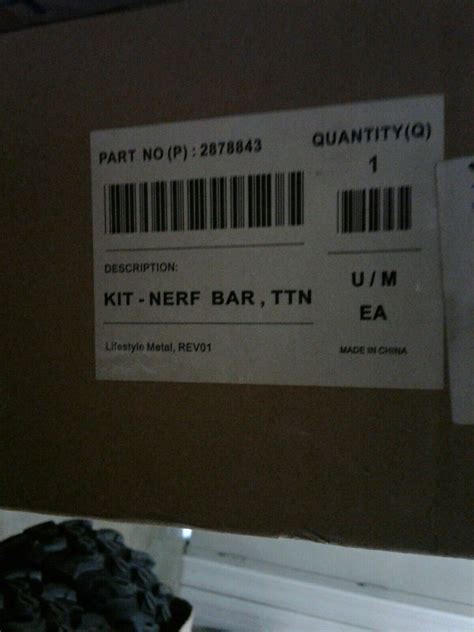 PART NO (P) : 2878843
QUANTITY(Q)
1
DESCRIPTION:
KIT - NERF BAR , TTN
U / M
EA
Lifestyle Metal, REV01
MADE IN CHINA